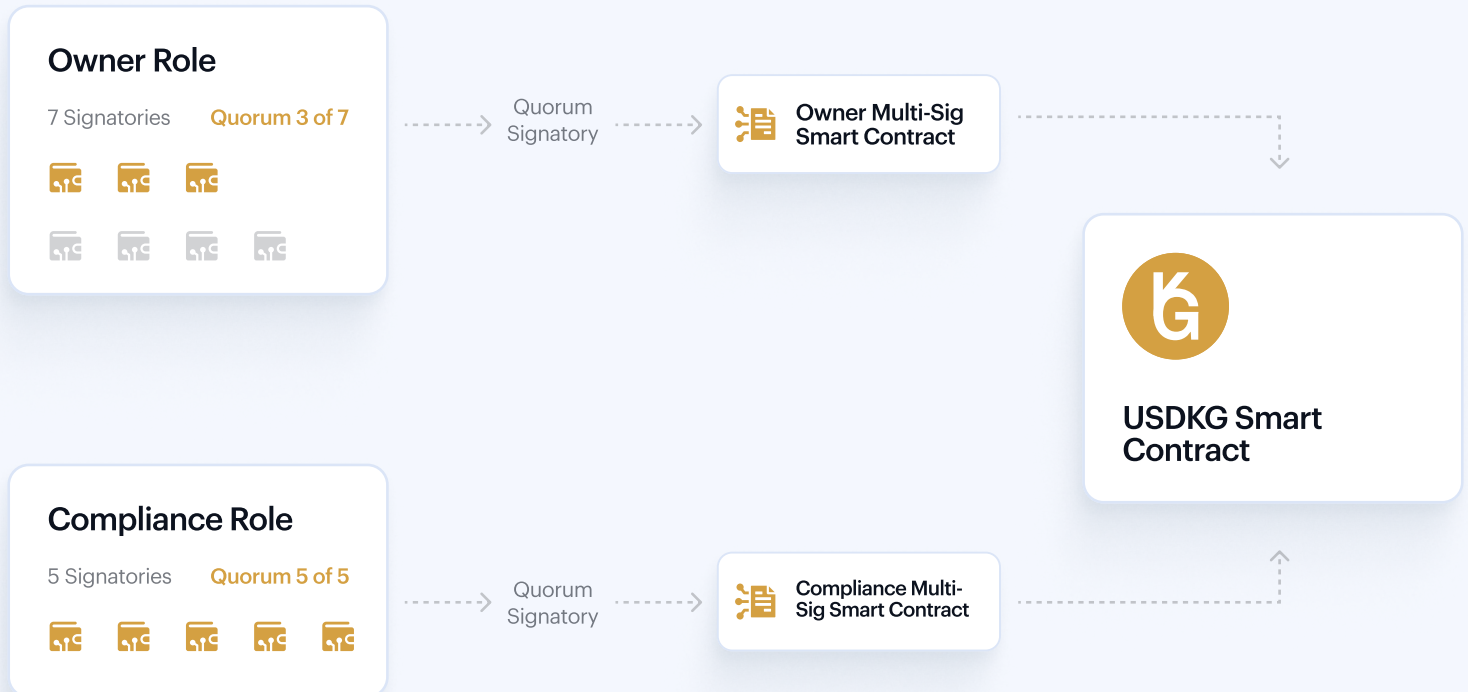 Owner Role
7 Signatories
Quorum 3 of 7
Quorum
Signatory
Owner Multi-Sig
Smart Contract
KG
USDKG Smart
Contract
Compliance Role
5 Signatories
Quorum 5 of 5
Quorum
Signatory
Compliance Multi-
Sig Smart Contract